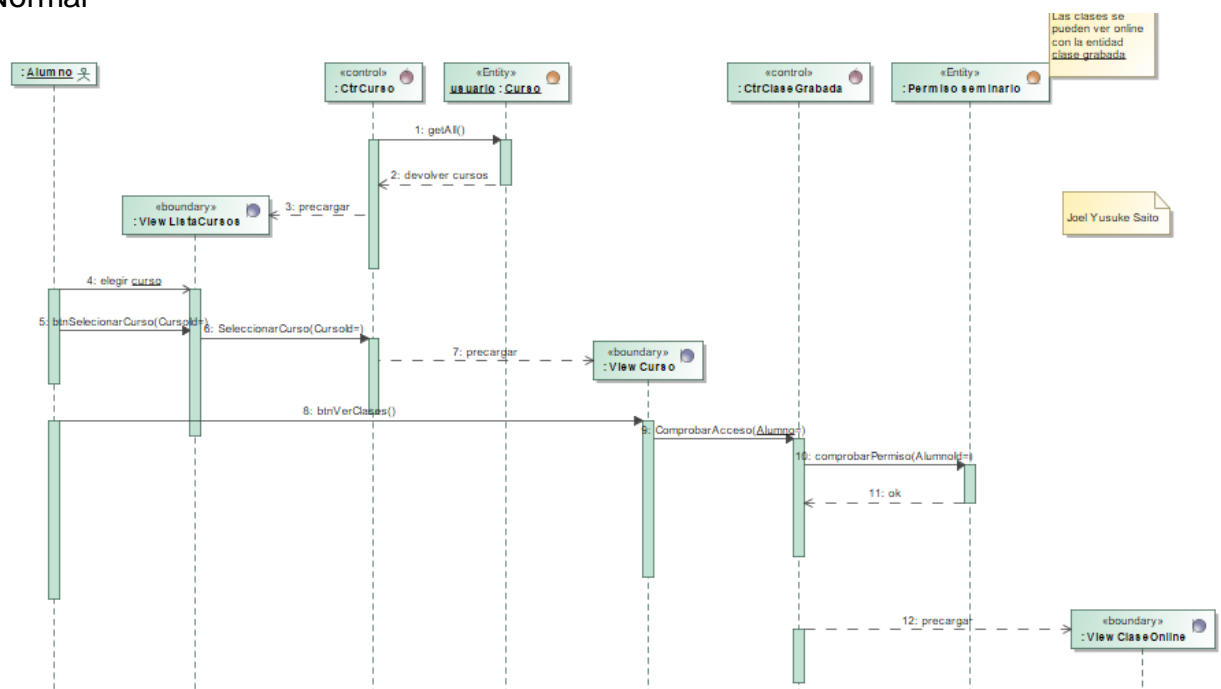 Normal
Las clases se
pueden ver online
con la entidad
clase grabada
: Alumno
«control»
: CtrCurso
«Entity»
usuario : Curso
«control»
: CtrClaseGrabada
«Entity»
: Permiso seminario
1: getAll()
2: devolver cursos
«boundary»
: View ListaCursos
3: precargar
Joel Yusuke Saito
4: elegir curso
5: btnSelecionarCurso(CursoId=)
6: SeleccionarCurso(CursoId=)
7: precargar
«boundary»
: View Curso
8: btnVerClases()
9: ComprobarAcceso(Alumno=)
10: comprobarPermiso(AlumnoId=)
11: ok
12: precargar
«boundary»
: View ClaseOnline